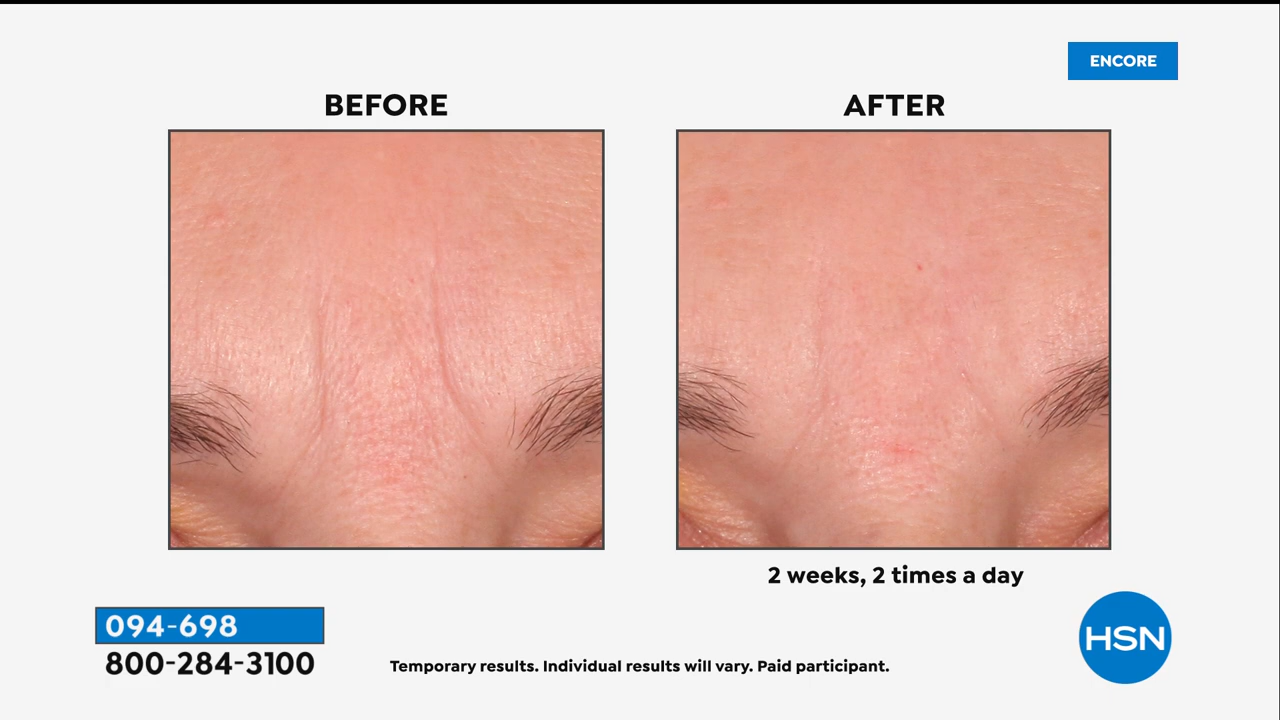 ENCORE
BEFORE
AFTER
2 weeks, 2 times a day
094-698
800-284-3100
Temporary results. Individual results will vary. Paid participant.
HSN